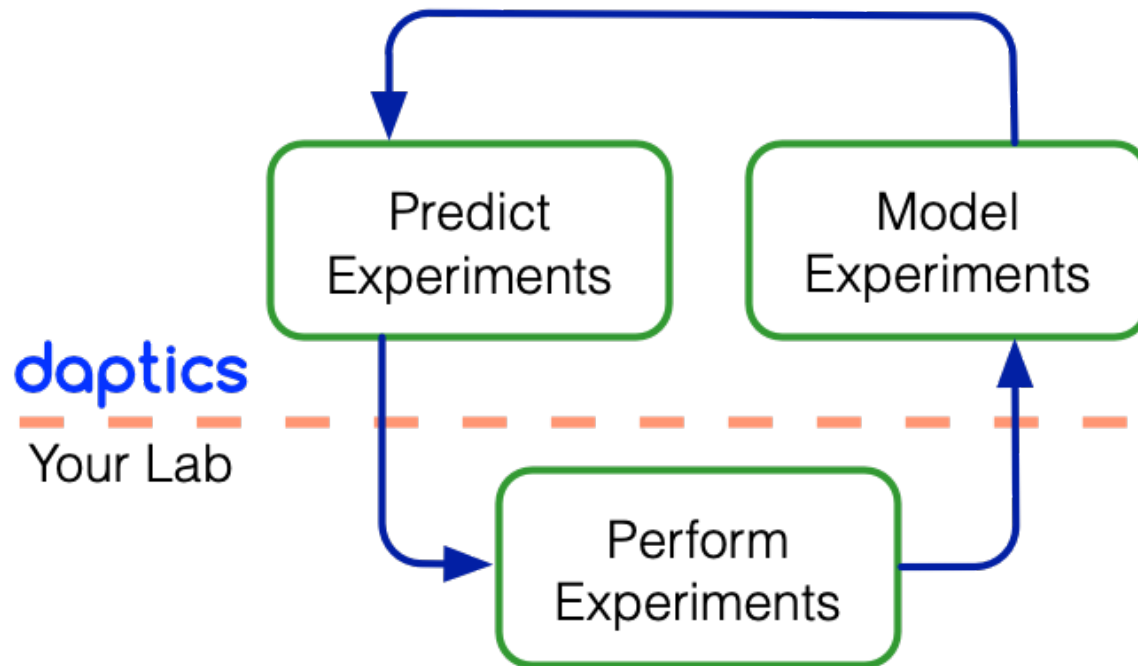 Predict
Experiments
Model
Experiments
daptics
Your Lab
Perform
Experiments